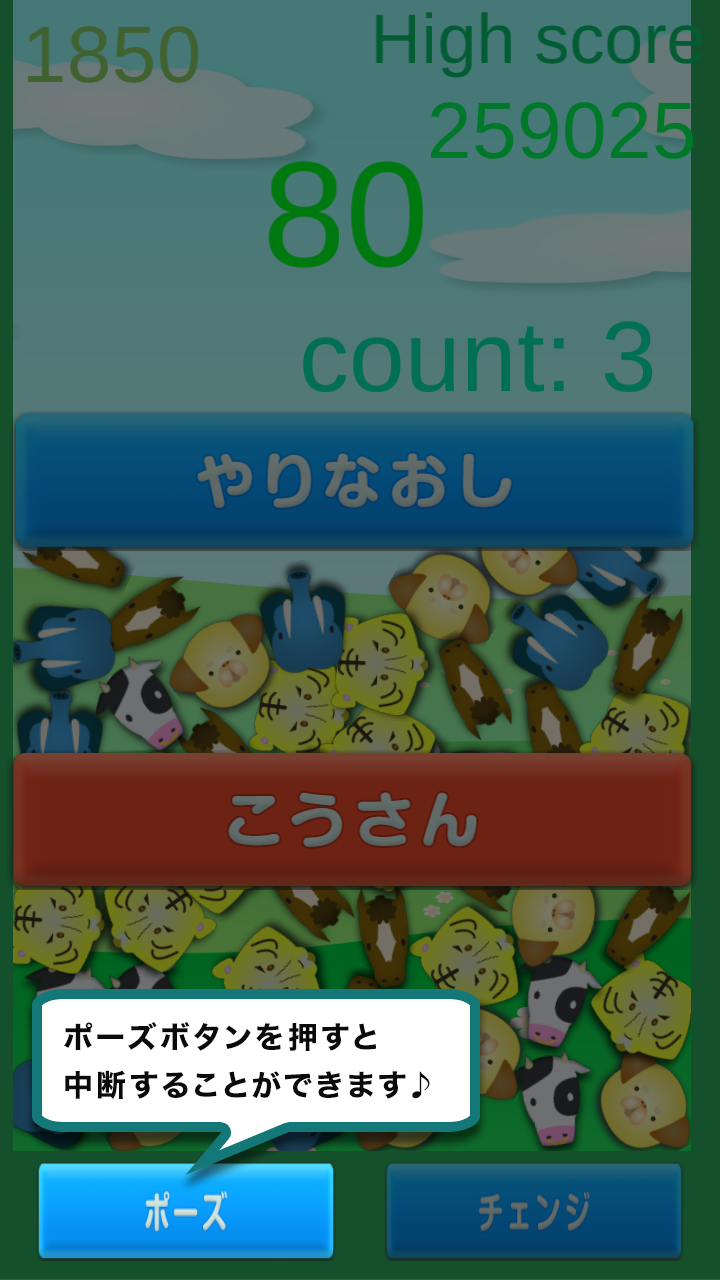 1850
High score
259025
80
count: 3
やりなおし
こうさん
ポーズボタンを押すと
中断することができます♪
ポーズ
チェンジ